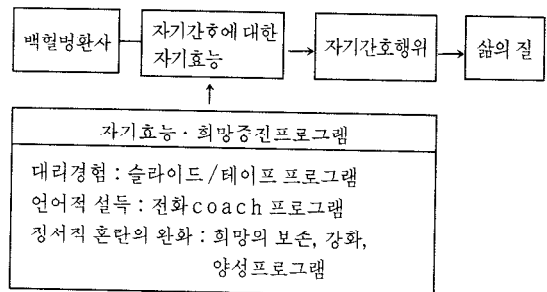 백혈병환사
자기간호에 대한
자기효능
자기간호행위
삶의 질
자기효능·희망증진프로그램
대리경험 : 슬라이드/테이프 프로그램
언어적 설득 : 전화coach 프로그램
징서직 혼란의 완화 : 희망의 보존, 강화,
양성프로그램